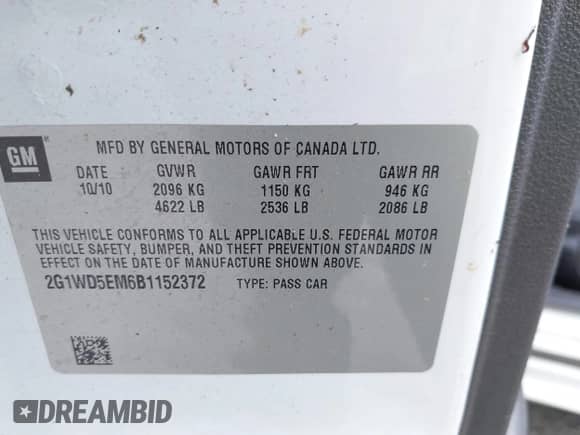 GM
MFD BY GENERAL MOTORS OF CANADA LTD.
DATE GVWR GAWR FRT GAWR RR
10/10 2096 KG 1150 KG 946 KG
4622 LB 2536 LB 2086 LB
THIS VEHICLE CONFORMS TO ALL APPLICABLE U.S. FEDERAL MOTOR
VEHICLE SAFETY, BUMPER, AND THEFT PREVENTION STANDARDS IN
EFFECT ON THE DATE OF MANUFACTURE SHOWN ABOVE.
2G1WD5EM6B1152372 TYPE: PASS CAR
DREAMBID